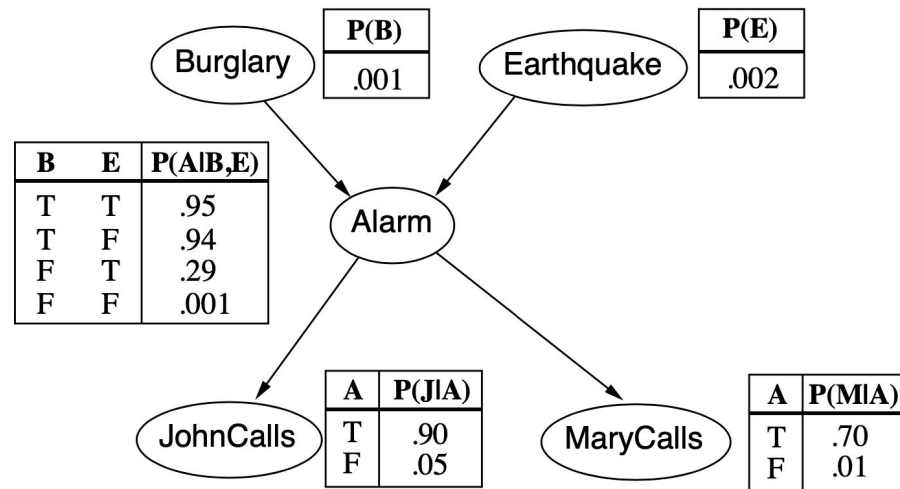 Burglary
P(B)
.001
Earthquake
P(E)
.002
B E P(A|B,E)
T T .95
T F .94
F T .29
F F .001
Alarm
JohnCalls
A P(J|A)
T .90
F .05
MaryCalls
A P(M|A)
T .70
F .01